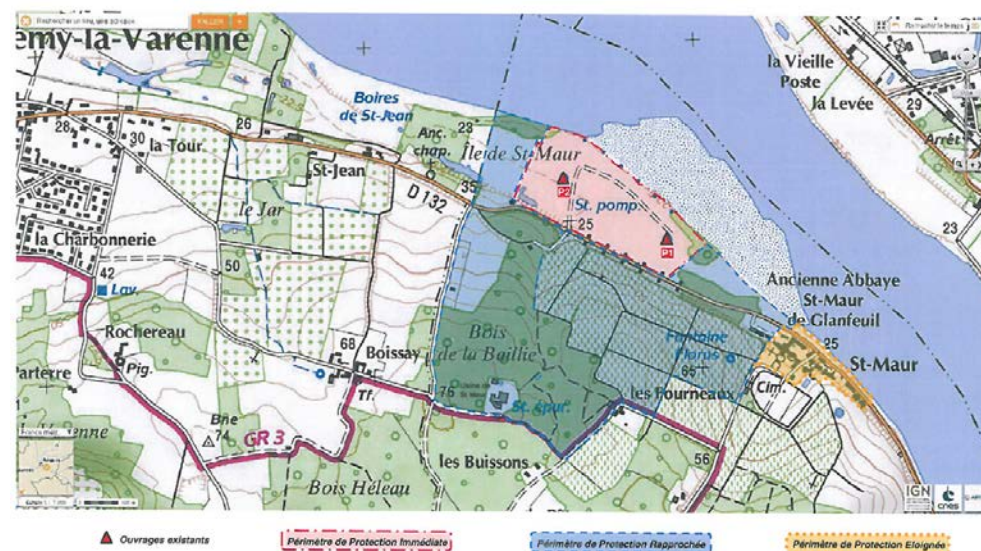 émy-la-Varenne
la Vieille
Poste
la Levée
29
Arrêt
28
30
la Tour
26
22.5
Boires
de St-Jean
23
Anc.
chap.
St-Jean
35
Île de St-Maur
D 132
P2
St. pomp.
25
P1
23
le Jar
la Charbonnerie
50
42
Lav.
Ancienne Abbaye
St-Maur
de Glanfeuil
25
St-Maur
Rochereau
Pig.
68
Boissay
Bois
de la Baillie
Fontaine
65
les Fourneaux
Cim.
Parterre
Tf.
76
St. épur.
Bne
74
GR 3
les Buissons
56
Bois Héleau
IGN
cnes
Ouvrages existants
Périmètre de Protection Immédiate
Périmètre de Protection Rapprochée
Périmètre de Protection Eloignée